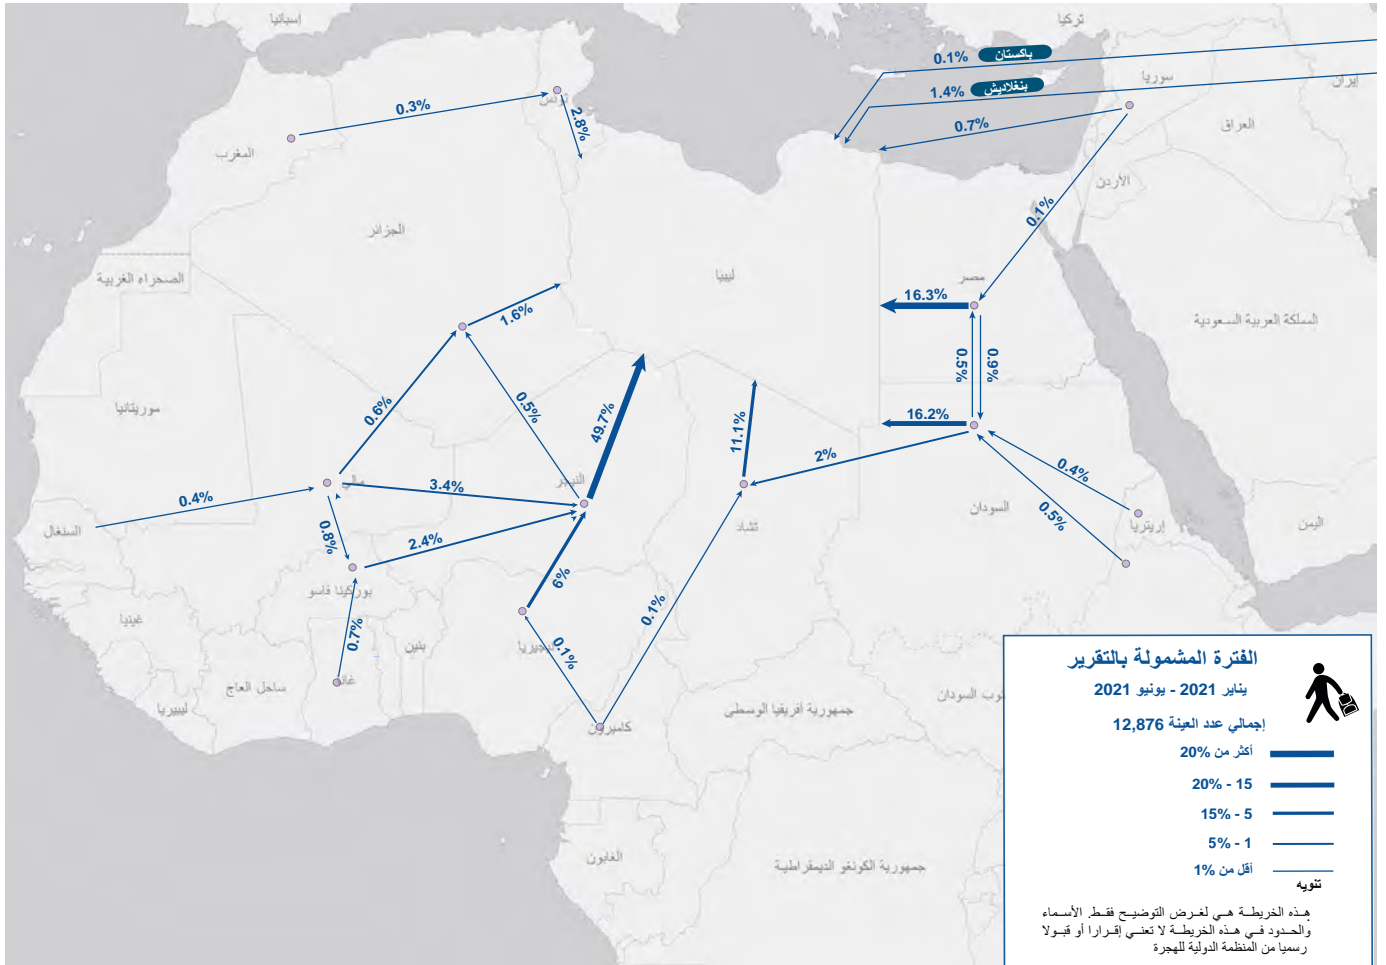 إسبانيا
تركيا
0.1% باكستان
سوريا
إيران
1.4% بنغلاديش
0.3%
تونس
2.8%
0.7%
العراق
المغرب
الأردن
0.1%
الجزائر
ليبيا
مصر
الصحراء الغربية
16.3%
المملكة العربية السعودية
1.6%
0.5%
0.9%
موريتانيا
0.6%
0.5%
49.7%
11.1%
16.2%
2%
0.4%
مالي
3.4%
النيجر
0.4%
السودان
0.5%
إريتريا
اليمن
السنغال
تشاد
0.8%
2.4%
6%
بوركينا فاسو
0.1%
غينيا
0.7%
بنين
نيجيريا
0.1%
غانا
ساحل العاج
ليبيريا
كاميرون
جمهورية أفريقيا الوسطى
جنوب السودان
الغابون
جمهورية الكونغو الديمقراطية
الفترة المشمولة بالتقرير
يناير 2021 - يونيو 2021
إجمالي عدد العينة 12,876
أكثر من 20%
15 - 20%
5 - 15%
1 - 5%
أقل من 1%
تنويه
هذه الخريطة هي لغرض التوضيح فقط. الأسماء
والحدود في هذه الخريطة لا تعني إقرارا أو قبولا
رسميا من المنظمة الدولية للهجرة